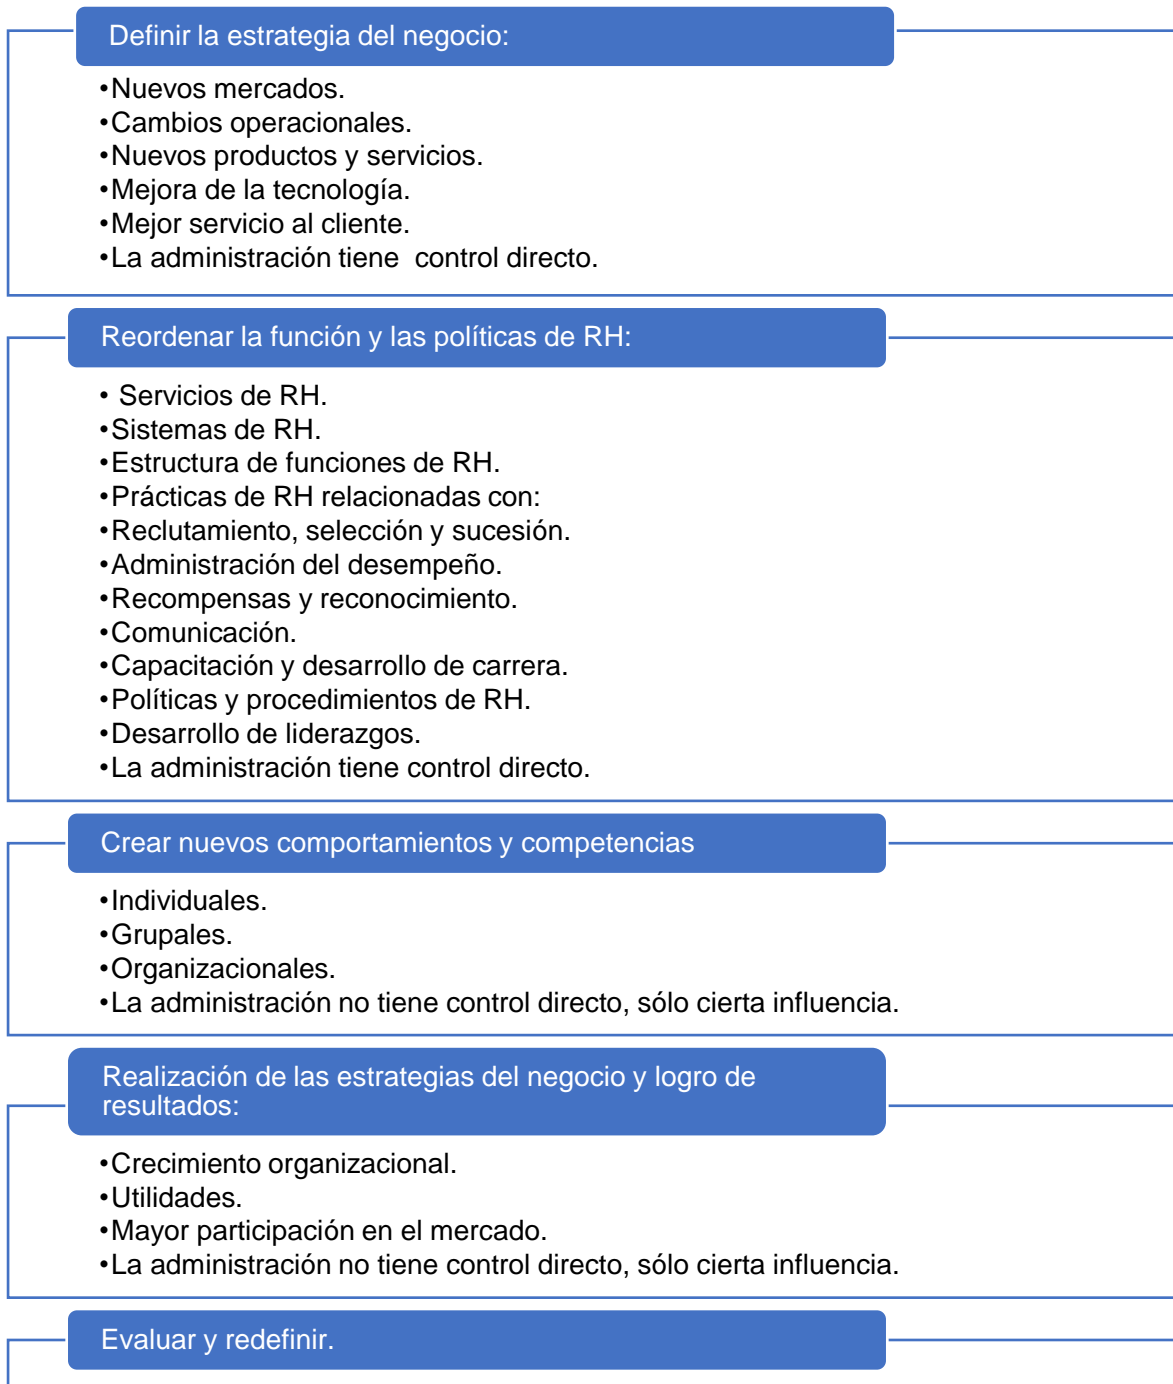 Definir la estrategia del negocio:
•Nuevos mercados.
•Cambios operacionales.
•Nuevos productos y servicios.
•Mejora de la tecnología.
•Mejor servicio al cliente.
•La administración tiene  control directo.
Reordenar la función y las políticas de RH:
• Servicios de RH.
•Sistemas de RH.
•Estructura de funciones de RH.
•Prácticas de RH relacionadas con:
•Reclutamiento, selección y sucesión.
•Administración del desempeño.
•Recompensas y reconocimiento.
•Comunicación.
•Capacitación y desarrollo de carrera.
•Políticas y procedimientos de RH.
•Desarrollo de liderazgos.
•La administración tiene control directo.
Crear nuevos comportamientos y competencias
•Individuales.
•Grupales.
•Organizacionales.
•La administración no tiene control directo, sólo cierta influencia.
Realización de las estrategias del negocio y logro de
resultados:
•Crecimiento organizacional.
•Utilidades.
•Mayor participación en el mercado.
•La administración no tiene control directo, sólo cierta influencia.
Evaluar y redefinir.